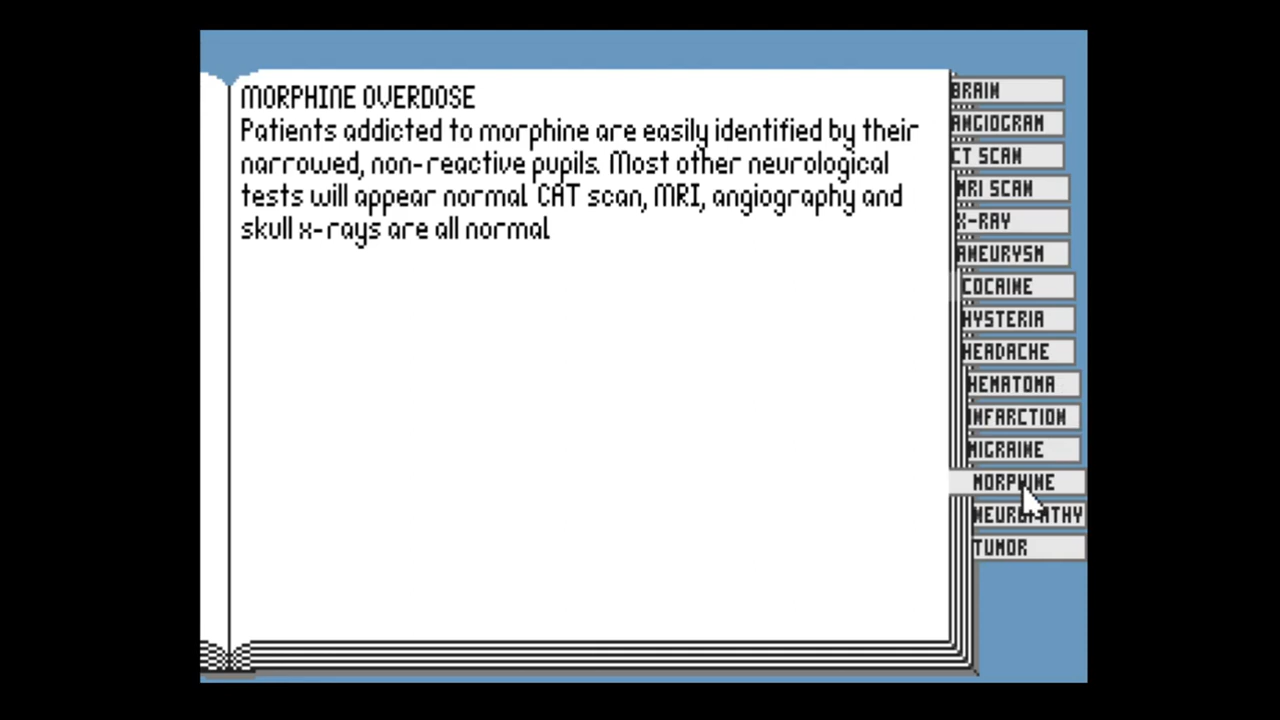 MORPHINE OVERDOSE
Patients addicted to morphine are easily identified by their
narrowed, non-reactive pupils. Most other neurological
tests will appear normal. CAT scan, MRI, angiography and
skull x-rays are all normal.
BRAIN
ANGIOGRAM
CT SCAN
MRI SCAN
X-RAY
ANEURYSM
COCAINE
HYSTERIA
HEADACHE
HEMATOMA
INFARCTION
MIGRAINE
MORPHINE
NEUROPATHY
TUMOR